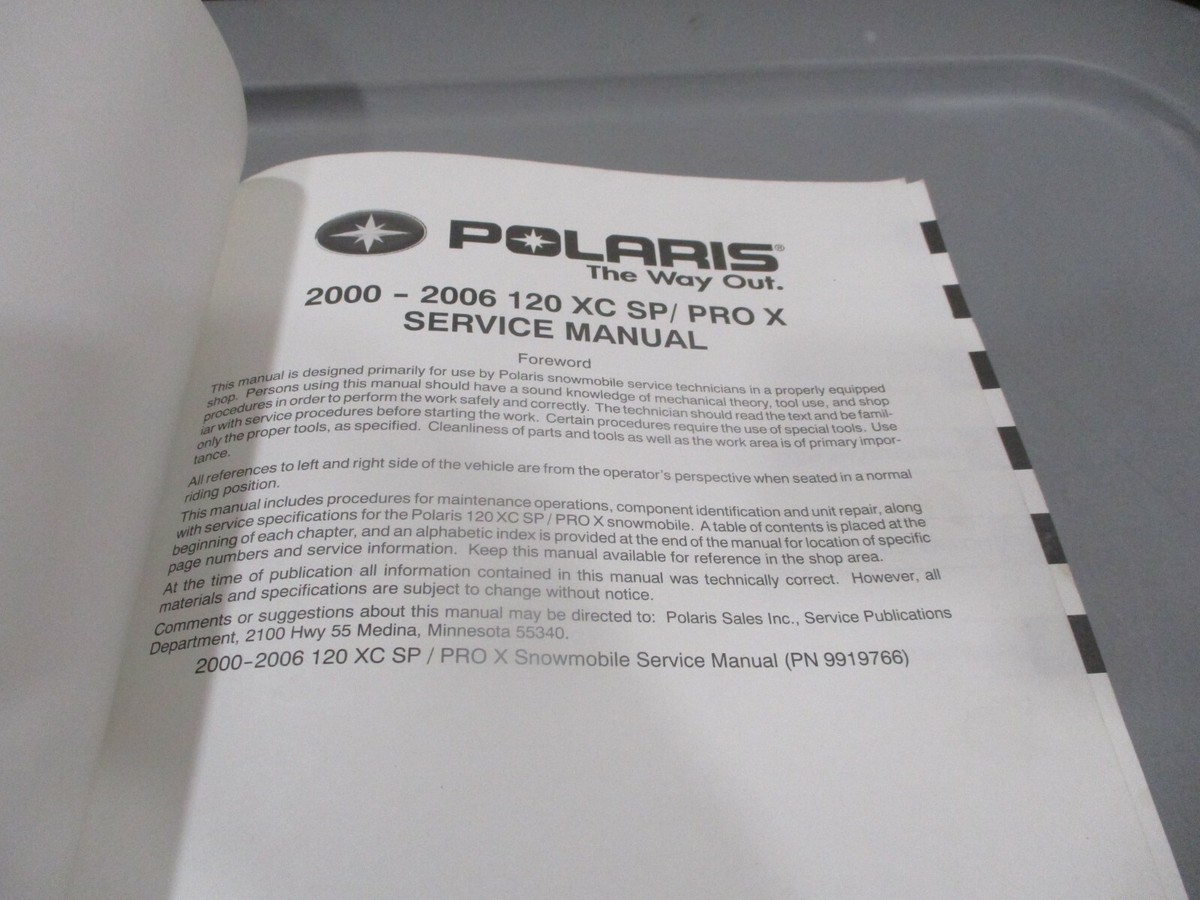 POLARIS®
The Way Out.
2000 - 2006 120 XC SP/ PRO X
SERVICE MANUAL
Foreword
This manual is designed primarily for use by Polaris snowmobile service technicians in a properly equipped
shop. Persons using this manual should have a sound knowledge of mechanical theory, tool use, and shop
procedures in order to perform the work safely and correctly. The technician should read the text and be famil-
iar with service procedures before starting the work. Certain procedures require the use of special tools. Use
only the proper tools, as specified. Cleanliness of parts and tools as well as the work area is of primary impor-
tance.
All references to left and right side of the vehicle are from the operator's perspective when seated in a normal
riding position.
This manual includes procedures for maintenance operations, component identification and unit repair, along
with service specifications for the Polaris 120 XC SP / PRO X snowmobile. A table of contents is placed at the
beginning of each chapter, and an alphabetic index is provided at the end of the manual for location of specific
page numbers and service information. Keep this manual available for reference in the shop area.
At the time of publication all information contained in this manual was technically correct. However, all
materials and specifications are subject to change without notice.
Comments or suggestions about this manual may be directed to: Polaris Sales Inc., Service Publications
Department, 2100 Hwy 55 Medina, Minnesota 55340.
2000-2006 120 XC SP / PRO X Snowmobile Service Manual (PN 9919766)